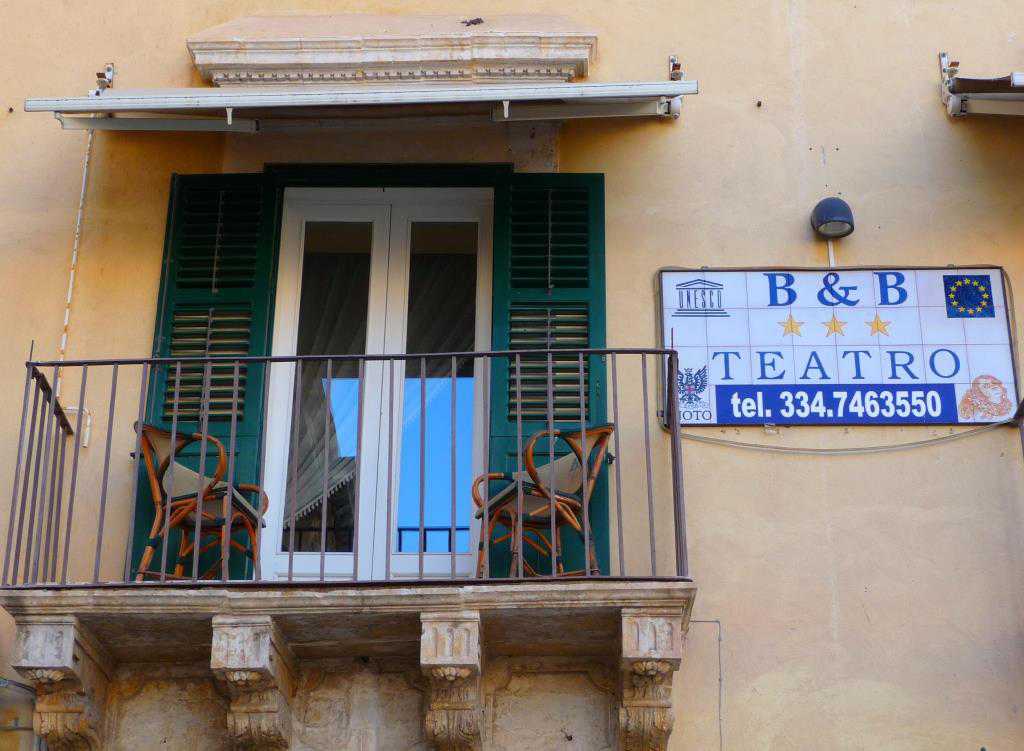 UNESCO
B & B
TEATRO
NOTO
tel. 334.7463550